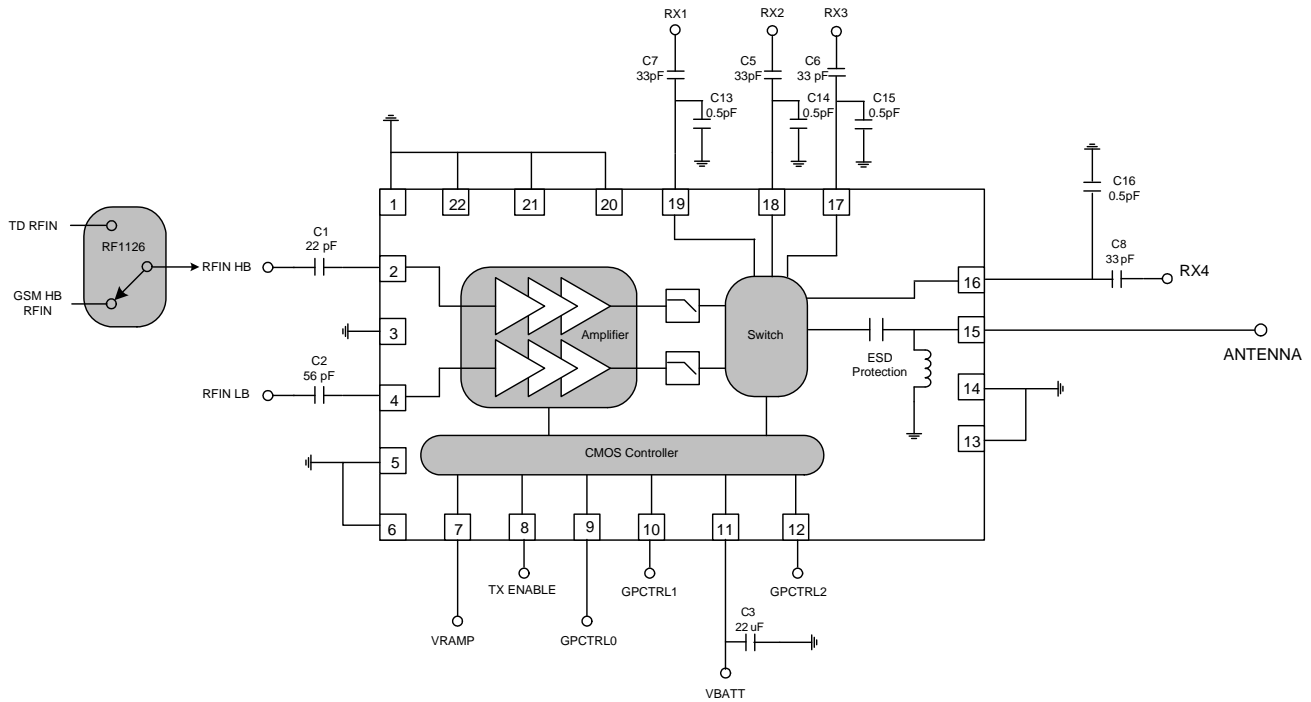 RX1
RX2
RX3
C7
33pF
C5
33pF
C6
33 pF
C13
0.5pF
C14
0.5pF
C15
0.5pF
C16
0.5pF
C8
33 pF
RX4
1
22
21
20
19
18
17
TD RFIN
RF1126
GSM HB
RFIN
RFIN HB
C1
22 pF
2
16
3
Amplifier
Switch
15
ANTENNA
ESD
Protection
C2
56 pF
RFIN LB
4
14
13
5
CMOS Controller
6
7
8
9
10
11
12
TX ENABLE
GPCTRL1
GPCTRL2
VRAMP
GPCTRL0
C3
22 uF
VBATT